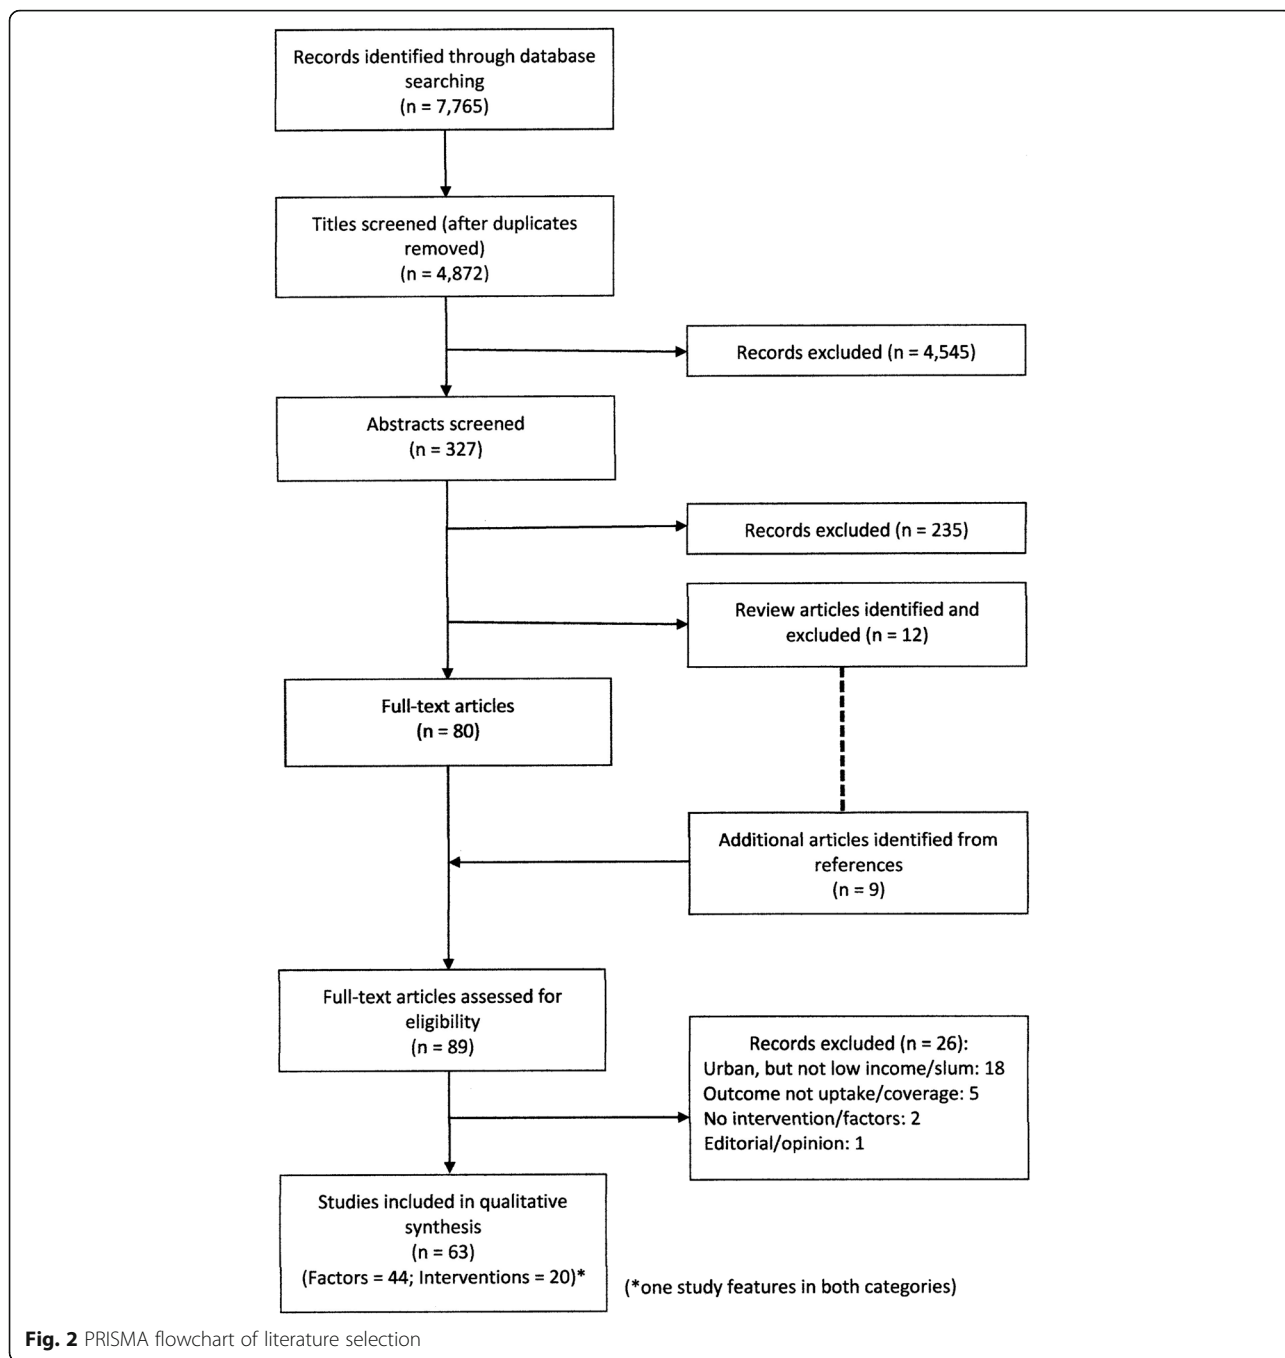 Records identified through database
searching
(n = 7,765)
Titles screened (after duplicates
removed)
(n = 4,872)
Records excluded (n = 4,545)
Abstracts screened
(n = 327)
Records excluded (n = 235)
Review articles identified and
excluded (n = 12)
Full-text articles
(n = 80)
Additional articles identified from
references
(n = 9)
Full-text articles assessed for
eligibility
(n = 89)
Records excluded (n = 26):
Urban, but not low income/slum: 18
Outcome not uptake/coverage: 5
No intervention/factors: 2
Editorial/opinion: 1
Studies included in qualitative
synthesis
(n = 63)
(Factors = 44; Interventions = 20)*
(*one study features in both categories)
Fig. 2 PRISMA flowchart of literature selection